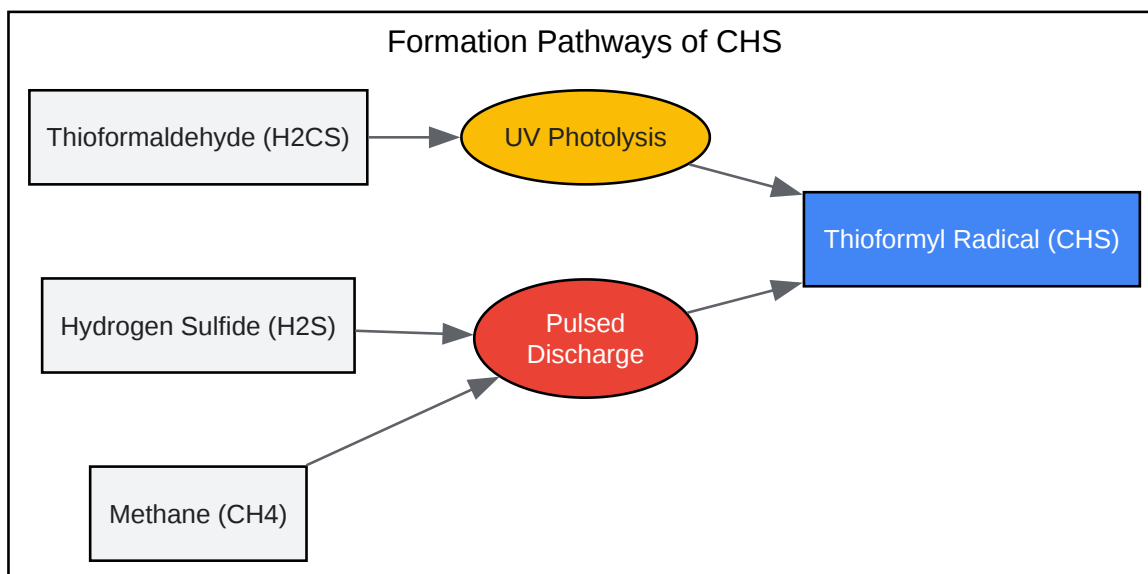 Formation Pathways of CHS
Thioformaldehyde (H2CS)
UV Photolysis
Thioformyl Radical (CHS)
Hydrogen Sulfide (H2S)
Pulsed
Discharge
Methane (CH4)